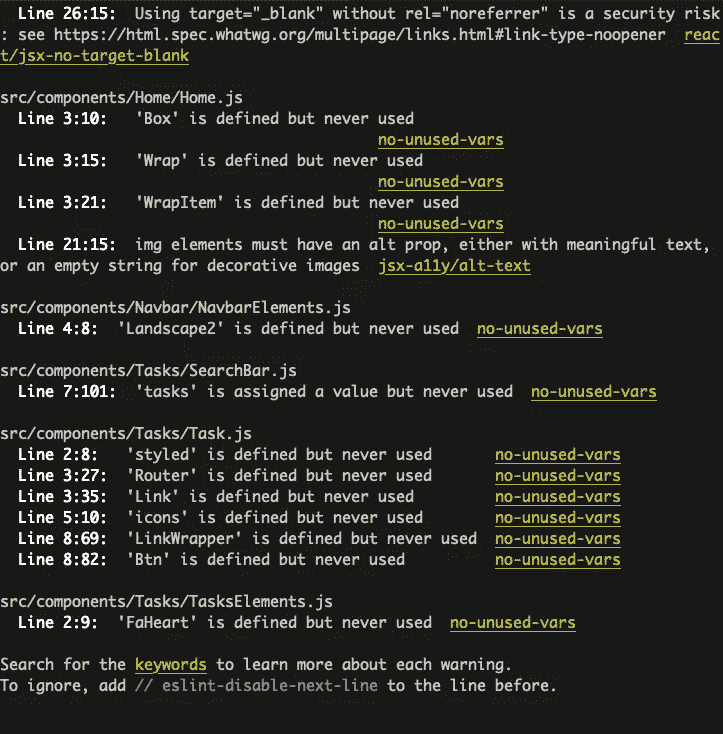 Line 26:15:  Using target="_blank" without rel="noreferrer" is a security risk
: see https://html.spec.whatwg.org/multipage/links.html#link-type-noopener  reac
t/jsx-no-target-blank
src/components/Home/Home.js
Line 3:10:   'Box' is defined but never used
no-unused-vars
Line 3:15:   'Wrap' is defined but never used
no-unused-vars
Line 3:21:   'WrapItem' is defined but never used
no-unused-vars
Line 21:15:  img elements must have an alt prop, either with meaningful text,
or an empty string for decorative images  jsx-a11y/alt-text
src/components/Navbar/NavbarElements.js
Line 4:8:  'Landscape2' is defined but never used  no-unused-vars
src/components/Tasks/SearchBar.js
Line 7:101:  'tasks' is assigned a value but never used  no-unused-vars
src/components/Tasks/Task.js
Line 2:8:   'styled' is defined but never used       no-unused-vars
Line 3:27:  'Router' is defined but never used       no-unused-vars
Line 3:35:  'Link' is defined but never used         no-unused-vars
Line 5:10:  'icons' is defined but never used        no-unused-vars
Line 8:69:  'LinkWrapper' is defined but never used  no-unused-vars
Line 8:82:  'Btn' is defined but never used          no-unused-vars
src/components/Tasks/TasksElements.js
Line 2:9:  'FaHeart' is defined but never used  no-unused-vars
Search for the keywords to learn more about each warning.
To ignore, add // eslint-disable-next-line to the line before.